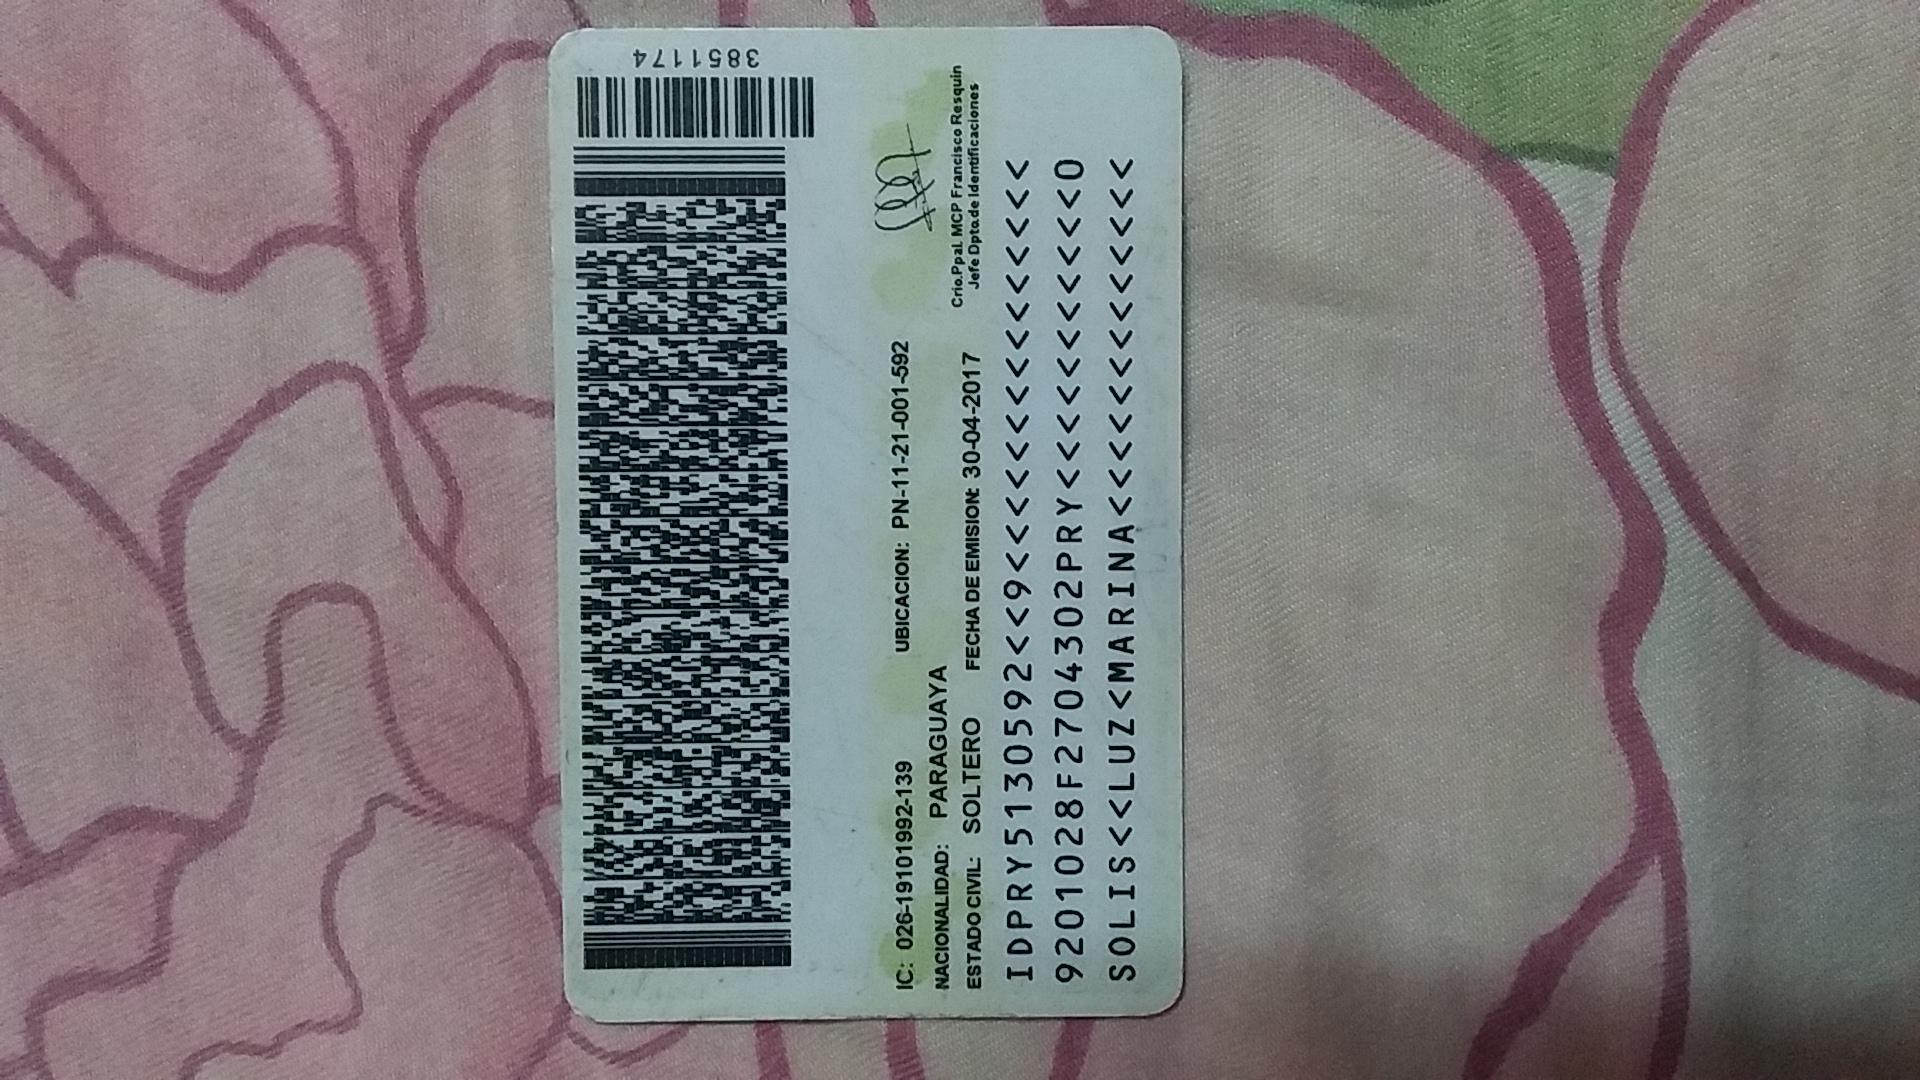 3851174
IC: 026-19101992-139 UBICACION: PN-11-21-001-592
NACIONALIDAD: PARAGUAYA
ESTADO CIVIL: SOLTERO FECHA DE EMISION: 30-04-2017
Crio.Ppal. MCP Francisco Resquin
Jefe Dpto.de Identificaciones
IDPRY5130592<<9<<<<<<<<<<<<<<<
9201028F2704302PRY<<<<<<<<<<<0
SOLIS<<LUZ<MARINA<<<<<<<<<<<<<